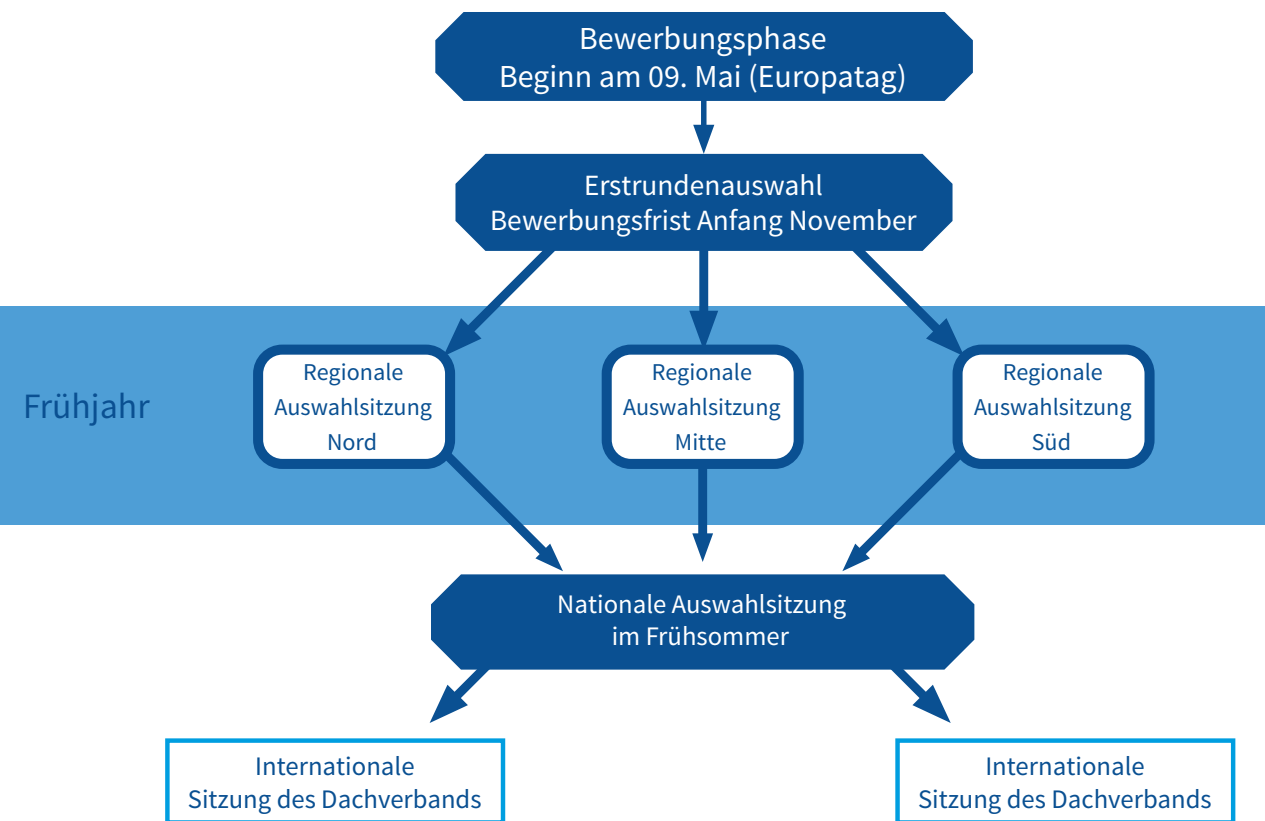 Bewerbungsphase
Beginn am 09. Mai (Europatag)
Erstrundenauswahl
Bewerbungsfrist Anfang November
Frühjahr
Regionale
Auswahlsitzung
Nord
Regionale
Auswahlsitzung
Mitte
Regionale
Auswahlsitzung
Süd
Nationale Auswahlsitzung
im Frühsommer
Internationale
Sitzung des Dachverbands
Internationale
Sitzung des Dachverbands